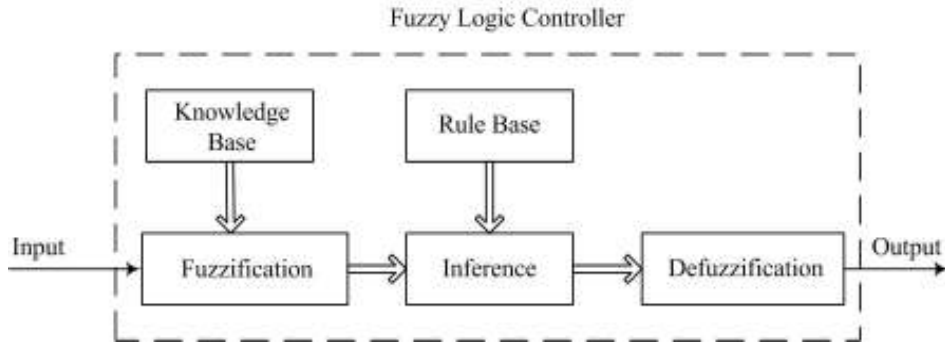 Fuzzy Logic Controller
Knowledge
Base
Rule Base
Input
Fuzzification
Inference
Defuzzification
Output